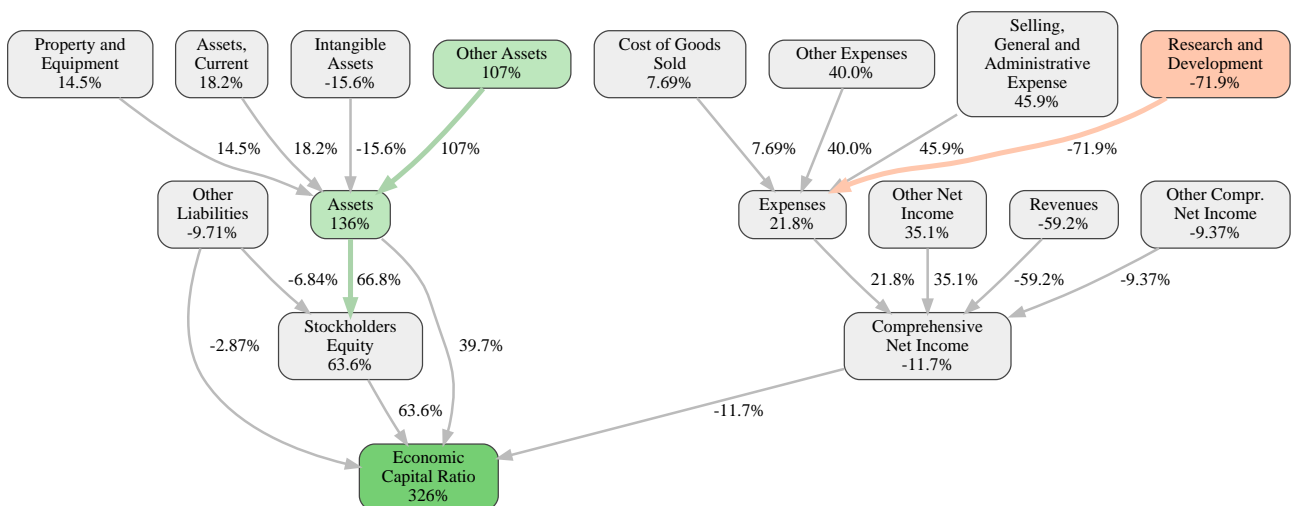 Property and
Equipment
14.5%
Assets,
Current
18.2%
Intangible
Assets
-15.6%
Other Assets
107%
Cost of Goods
Sold
7.69%
Other Expenses
40.0%
Selling,
General and
Administrative
Expense
45.9%
Research and
Development
-71.9%
14.5%
18.2%
-15.6%
107%
7.69%
40.0%
45.9%
-71.9%
Other
Liabilities
-9.71%
Assets
136%
Expenses
21.8%
Other Net
Income
35.1%
Revenues
-59.2%
Other Compr.
Net Income
-9.37%
-6.84%
66.8%
21.8%
35.1%
-59.2%
-9.37%
-2.87%
Stockholders
Equity
63.6%
39.7%
Comprehensive
Net Income
-11.7%
63.6%
-11.7%
Economic
Capital Ratio
326%